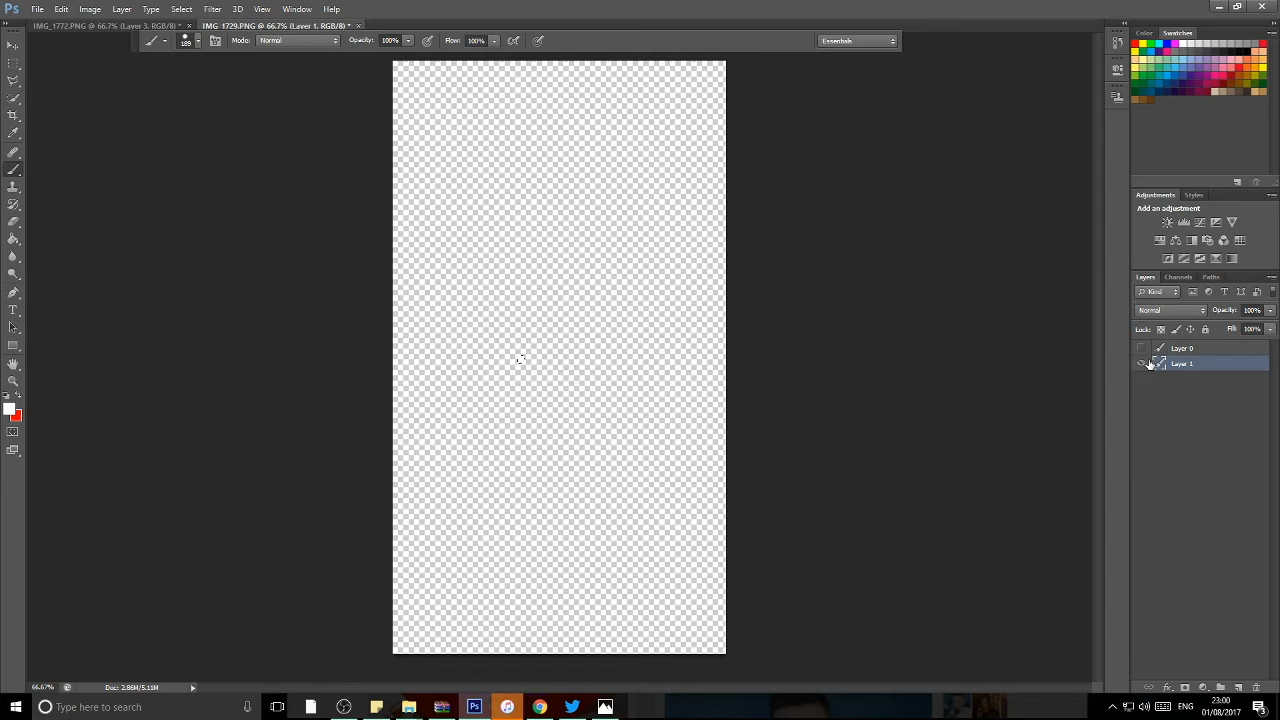 Ps File Edit Image Layer Type Select Filter 3D View Window Help
IMG_1772.PNG @ 66.7% (Layer 3, RGB/8) * × IMG_1729.PNG @ 66.7% (Layer 1, RGB/8) * ×
189 Mode: Normal Opacity: 100% Flow: 100% Essentials
Color Swatches
Adjustments Styles
Add an adjustment
Layers Channels Paths
Kind
Normal Opacity: 100%
Lock: Fill: 100%
Layer 0
Layer 1
66.67% Doc: 2.86M/5.11M
Type here to search
Ps
ENG 23:00
01/08/2017